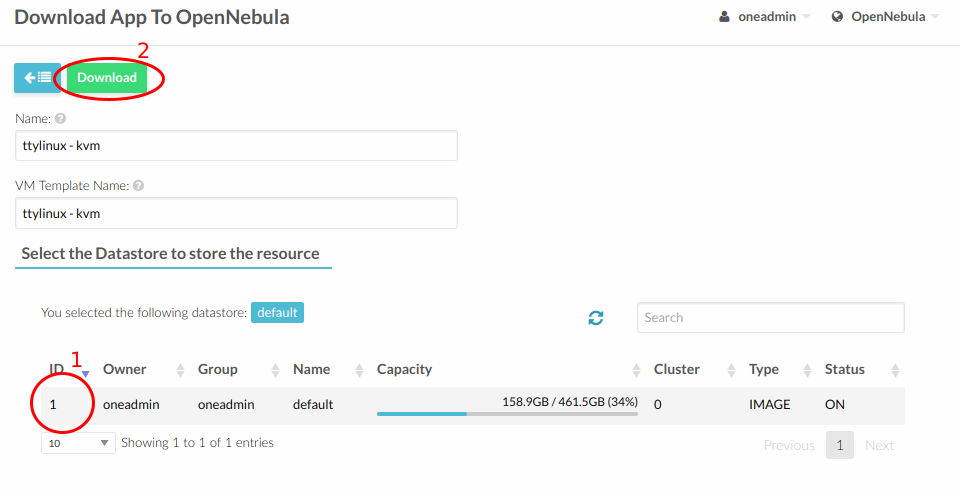 Download App To OpenNebula
oneadmin
OpenNebula
2
Download
Name:
ttylinux - kvm
VM Template Name:
ttylinux - kvm
Select the Datastore to store the resource
You selected the following datastore: default
Search
1
ID Owner Group Name Capacity Cluster Type Status
1 oneadmin oneadmin default 158.9GB / 461.5GB (34%) 0 IMAGE ON
10 Showing 1 to 1 of 1 entries
Previous 1 Next